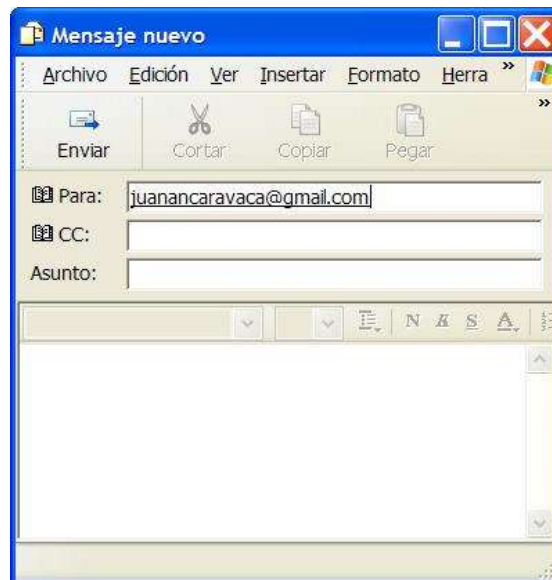 Mensaje nuevo
Archivo Edición Ver Insertar Formato Herra »
»
Enviar Cortar Copiar Pegar
Para: juanancaravaca@gmail.com
CC:
Asunto:
N K S A